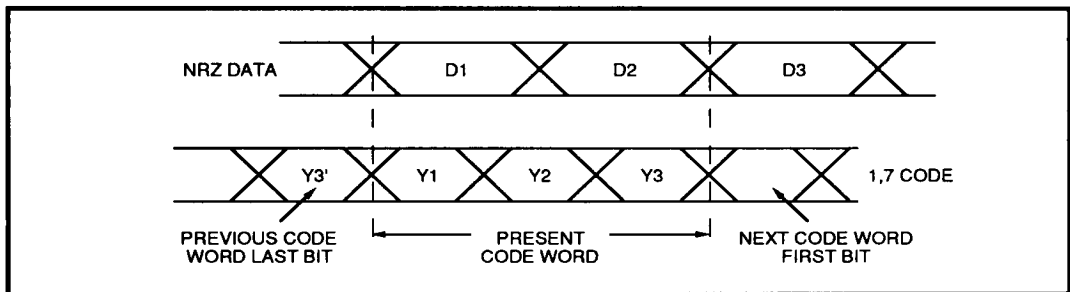 NRZ DATA D1 D2 D3
Y3' Y1 Y2 Y3 1,7 CODE
PREVIOUS CODE
WORD LAST BIT
PRESENT
CODE WORD
NEXT CODE WORD
FIRST BIT